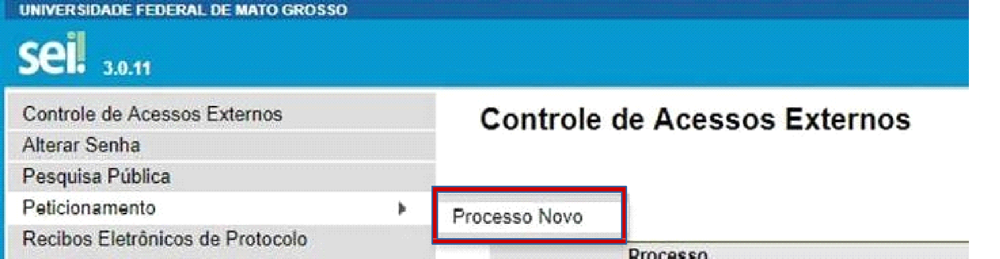 UNIVERSIDADE FEDERAL DE MATO GROSSO
sei!
3.0.11
Controle de Acessos Externos
Alterar Senha
Pesquisa Pública
Peticionamento
Recibos Eletrônicos de Protocolo
Controle de Acessos Externos
Processo Novo
Processo